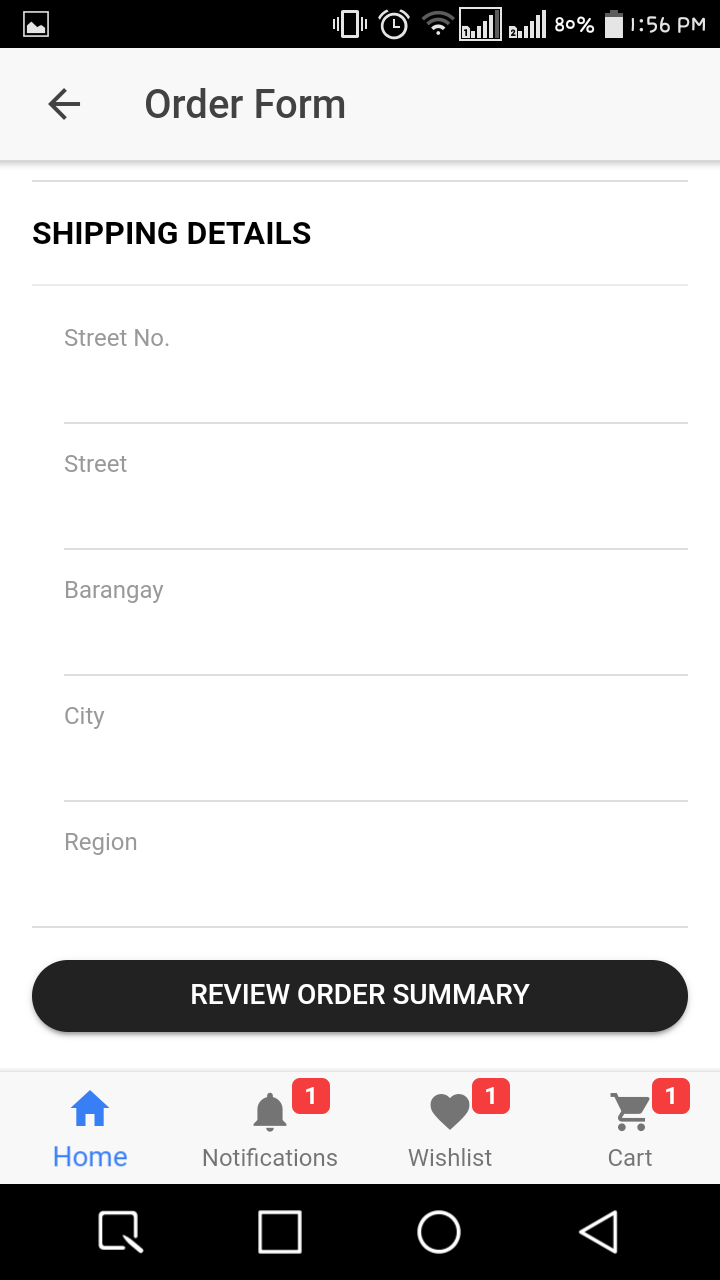 80% 1:56 PM
Order Form
SHIPPING DETAILS
Street No.
Street
Barangay
City
Region
REVIEW ORDER SUMMARY
1 1 1
Home Notifications Wishlist Cart